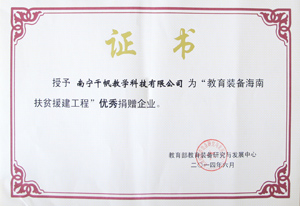 证书
授予 南宁千帆教学科技有限公司 为“教育装备海南
扶贫援建工程”优秀捐赠企业。
教育部教育装备研究与发展中心
二〇一四年六月